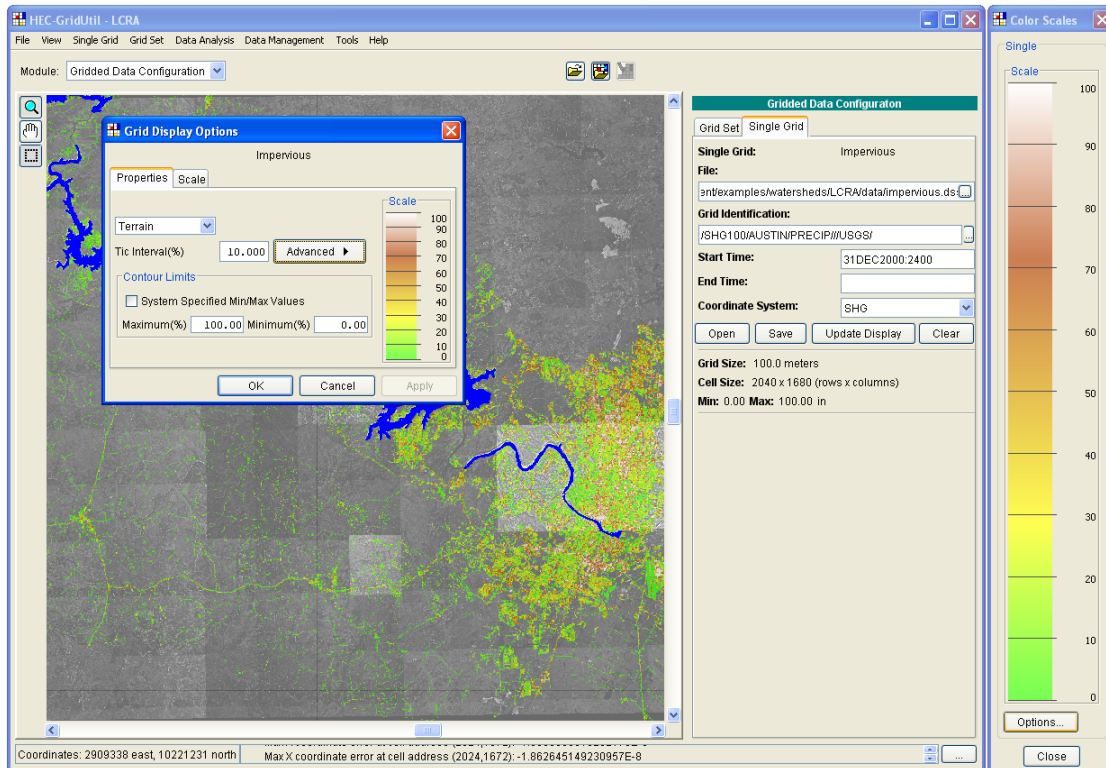 HEC-GridUtil - LCRA
File View Single Grid Grid Set Data Analysis Data Management Tools Help
Module: Gridded Data Configuration
Grid Display Options
Impervious
Properties Scale
Terrain
Tic Interval(%) 10.000 Advanced
Contour Limits
System Specified Min/Max Values
Maximum(%) 100.00 Minimum(%) 0.00
Scale
100
90
80
70
60
50
40
30
20
10
0
OK Cancel Apply
Gridded Data Configuraton
Grid Set Single Grid
Single Grid: Impervious
File:
ent/examples/watersheds/LCRA/data/impervious.dss ...
Grid Identification:
/SHG100/AUSTIN/PRECIP///USGS/ ...
Start Time: 31DEC2000:2400
End Time:
Coordinate System: SHG
Open Save Update Display Clear
Grid Size: 100.0 meters
Cell Size: 2040 x 1680 (rows x columns)
Min: 0.00 Max: 100.00 in
Coordinates: 2909338 east, 10221231 north
Max X coordinate error at cell address (2024,1672): -1.862645149230957E-8
...
Color Scales
Single
Scale
100
90
80
70
60
50
40
30
20
10
0
Options...
Close